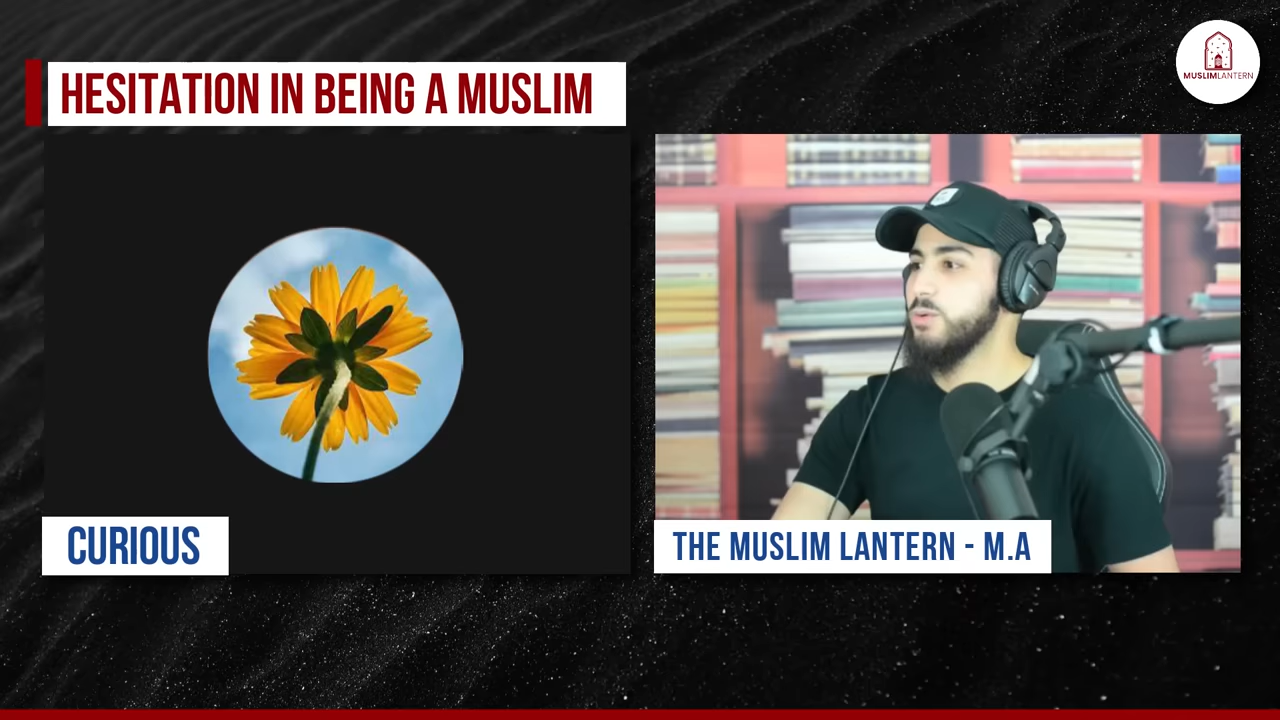 HESITATION IN BEING A MUSLIM
MUSLIMLANTERN
CURIOUS
THE MUSLIM LANTERN - M.A